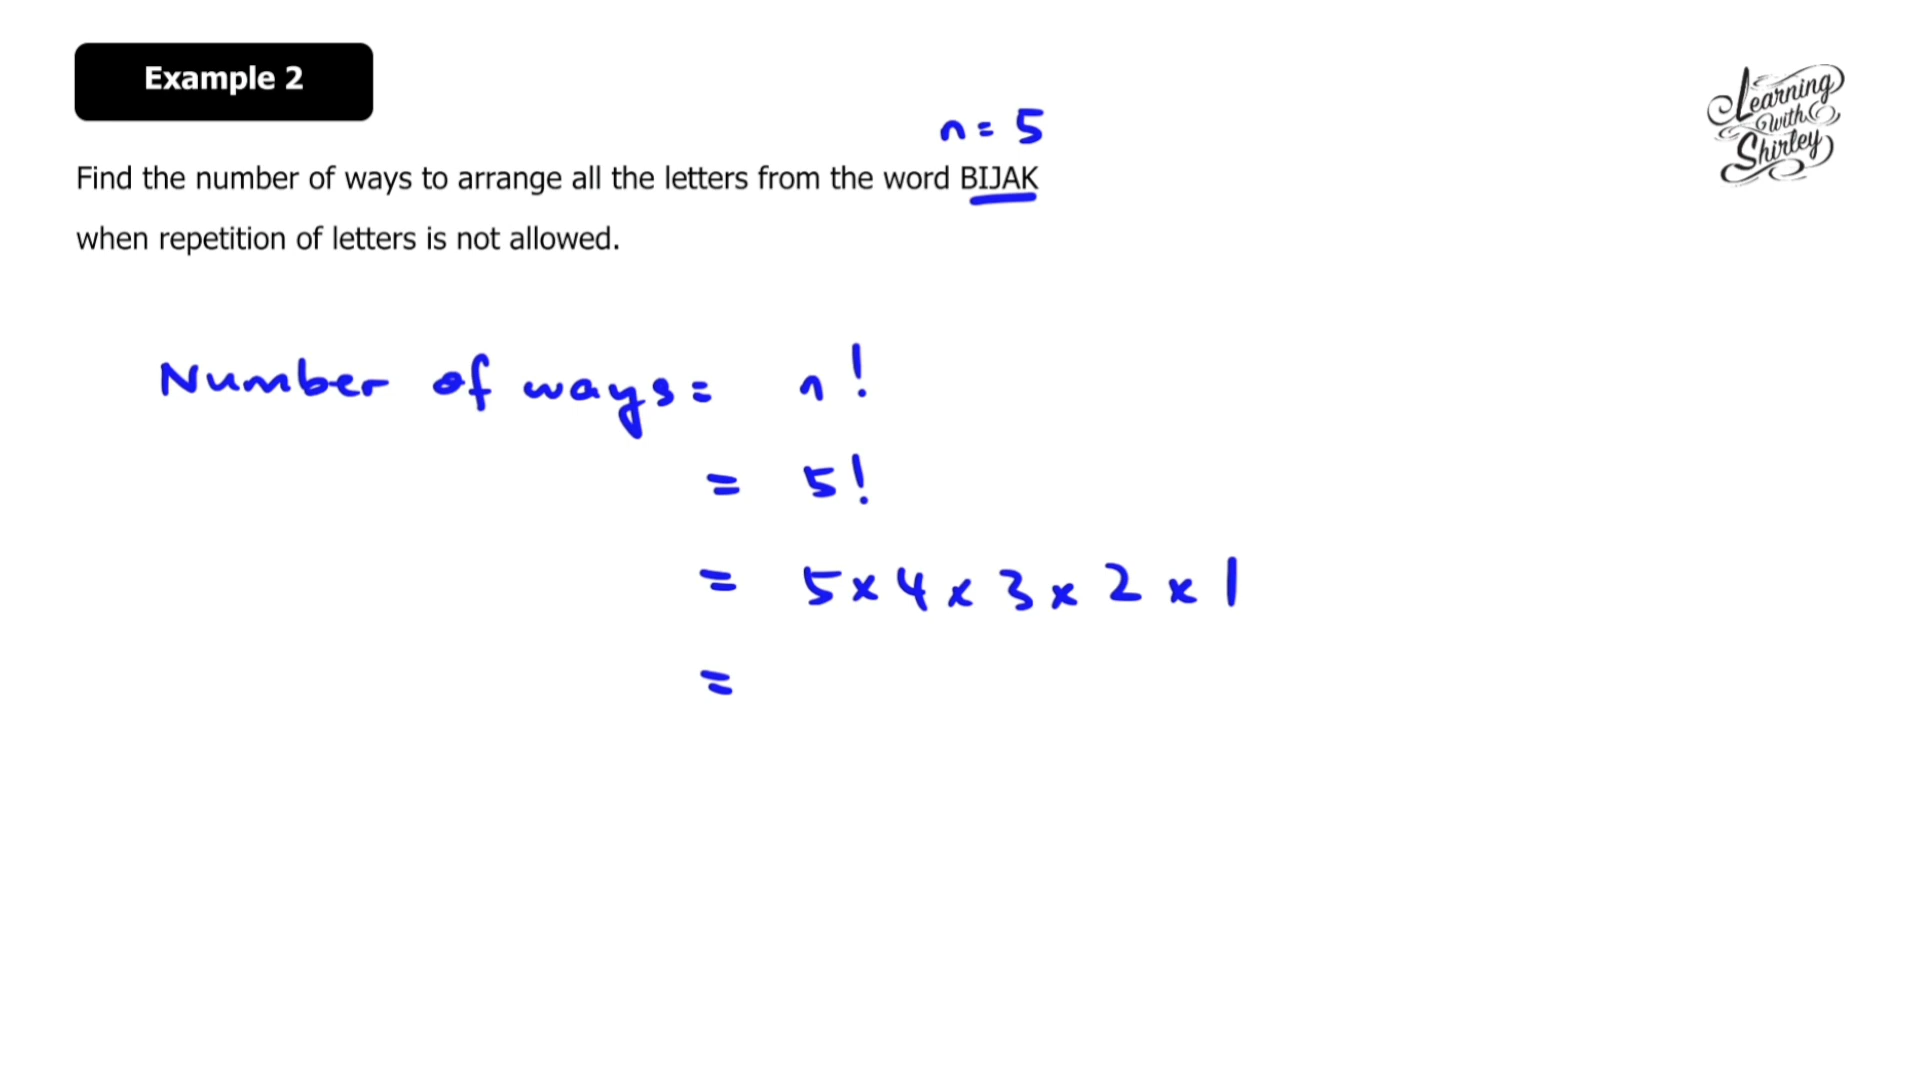 Example 2
Learning
with
Shirley
n = 5
Find the number of ways to arrange all the letters from the word BIJAK
when repetition of letters is not allowed.
Number of ways = n!
= 5!
= 5 × 4 × 3 × 2 × 1
=